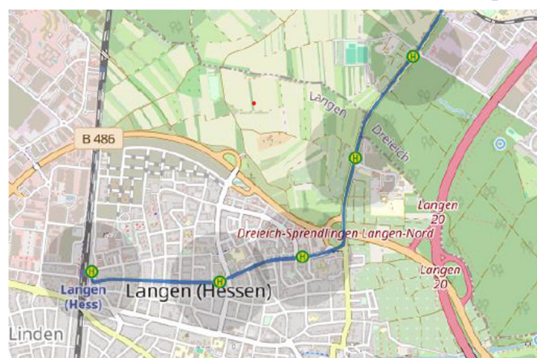 H
Langen
Dreieich
B 486
H
Langen
20
Dreieich-Sprendlingen-Langen-Nord
H
H
Langen
20
H
Langen
(Hess)
Langen (Hessen)
Linden